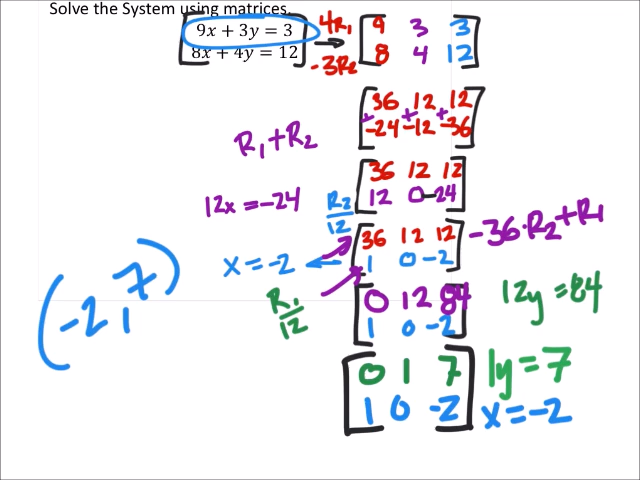 Solve the System using matrices.
9x + 3y = 3
8x + 4y = 12
4R₁
-3R₂
9 3 3
8 4 12
36 12 12
+ + +
-24 -12 -36
R₁+R₂
36 12 12
12 0 -24
12x = -24
R₂/12
36 12 12
1 0 -2
-36·R₂+R₁
x = -2
R₁/12
0 12 84
1 0 -2
12y = 84
(-2, 7)
0 1 7
1 0 -2
1y = 7
x = -2